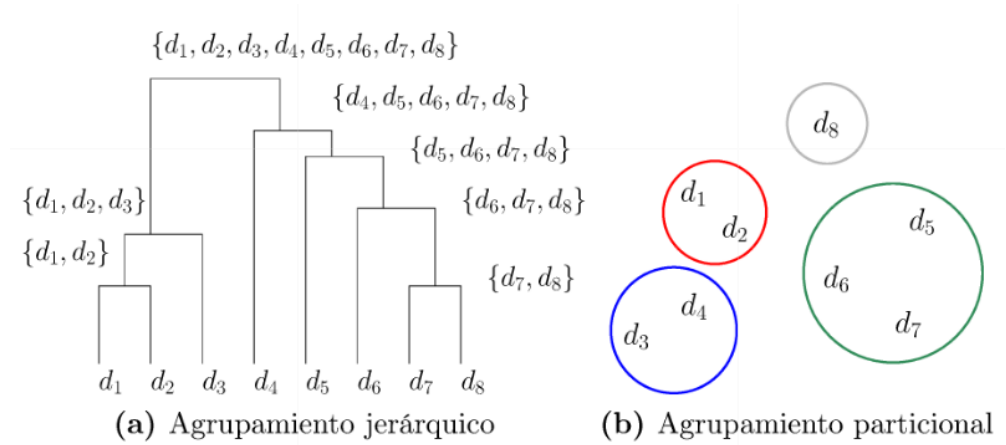 {d₁, d₂, d₃, d₄, d₅, d₆, d₇, d₈}
{d₄, d₅, d₆, d₇, d₈}
{d₅, d₆, d₇, d₈}
{d₁, d₂, d₃}
{d₆, d₇, d₈}
{d₁, d₂}
{d₇, d₈}
d₁ d₂ d₃ d₄ d₅ d₆ d₇ d₈
(a) Agrupamiento jerárquico
d₈
d₁
d₂
d₅
d₆
d₇
d₄
d₃
(b) Agrupamiento particional